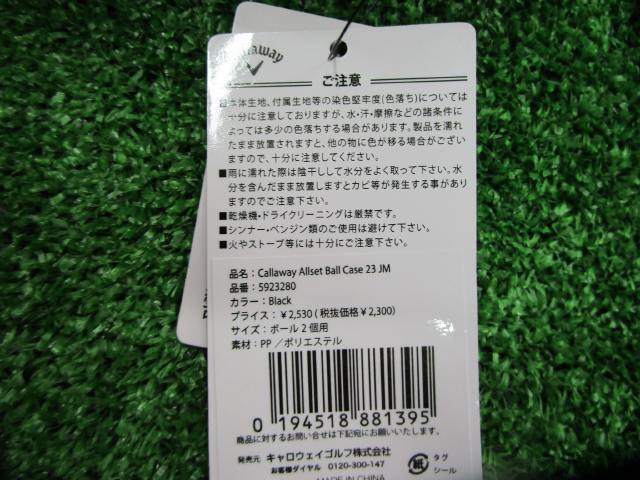 Callaway
ご注意
■本体生地、付属生地等の染色堅牢度(色落ち)については
十分に注意しておりますが、水・汗・摩擦などの諸条件に
よっては多少の色落ちする場合があります。製品を濡れ
たまま放置されますと、他の物に色が移る場合がござい
ますので、十分に注意してください。
■雨に濡れた際は陰干しして水分をよく取って下さい。水
分を含んだまま放置しますとカビ等が発生する事があり
ますのでご注意下さい。
■乾燥機・ドライクリーニングは厳禁です。
■シンナー・ベンジン類のご使用は避けて下さい。
■火やストーブ等には十分にご注意下さい。
品名：Callaway Allset Ball Case 23 JM
品番：5923280
カラー：Black
プライス：￥2,530 ( 税抜価格￥2,300)
サイズ：ボール 2 個用
素材：PP ／ポリエステル
0 194518 881395
商品に対するお問い合せは下記宛にお願いいたします。
発売元 キャロウェイゴルフ株式会社
お客様ダイヤル 0120-300-147
MADE IN CHINA
紙
タグ
シール